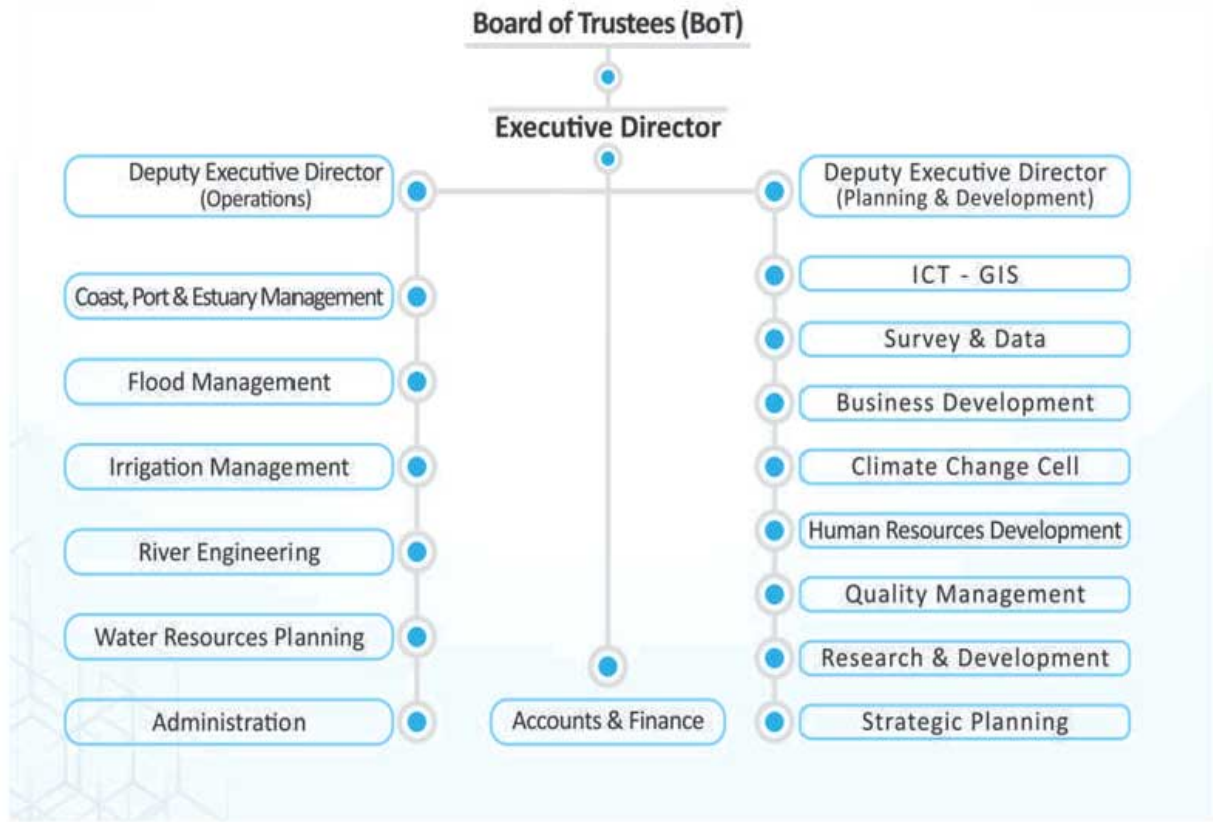 Board of Trustees (BoT)
Executive Director
Deputy Executive Director
(Operations)
Coast, Port & Estuary Management
Flood Management
Irrigation Management
River Engineering
Water Resources Planning
Administration
Accounts & Finance
Deputy Executive Director
(Planning & Development)
ICT - GIS
Survey & Data
Business Development
Climate Change Cell
Human Resources Development
Quality Management
Research & Development
Strategic Planning